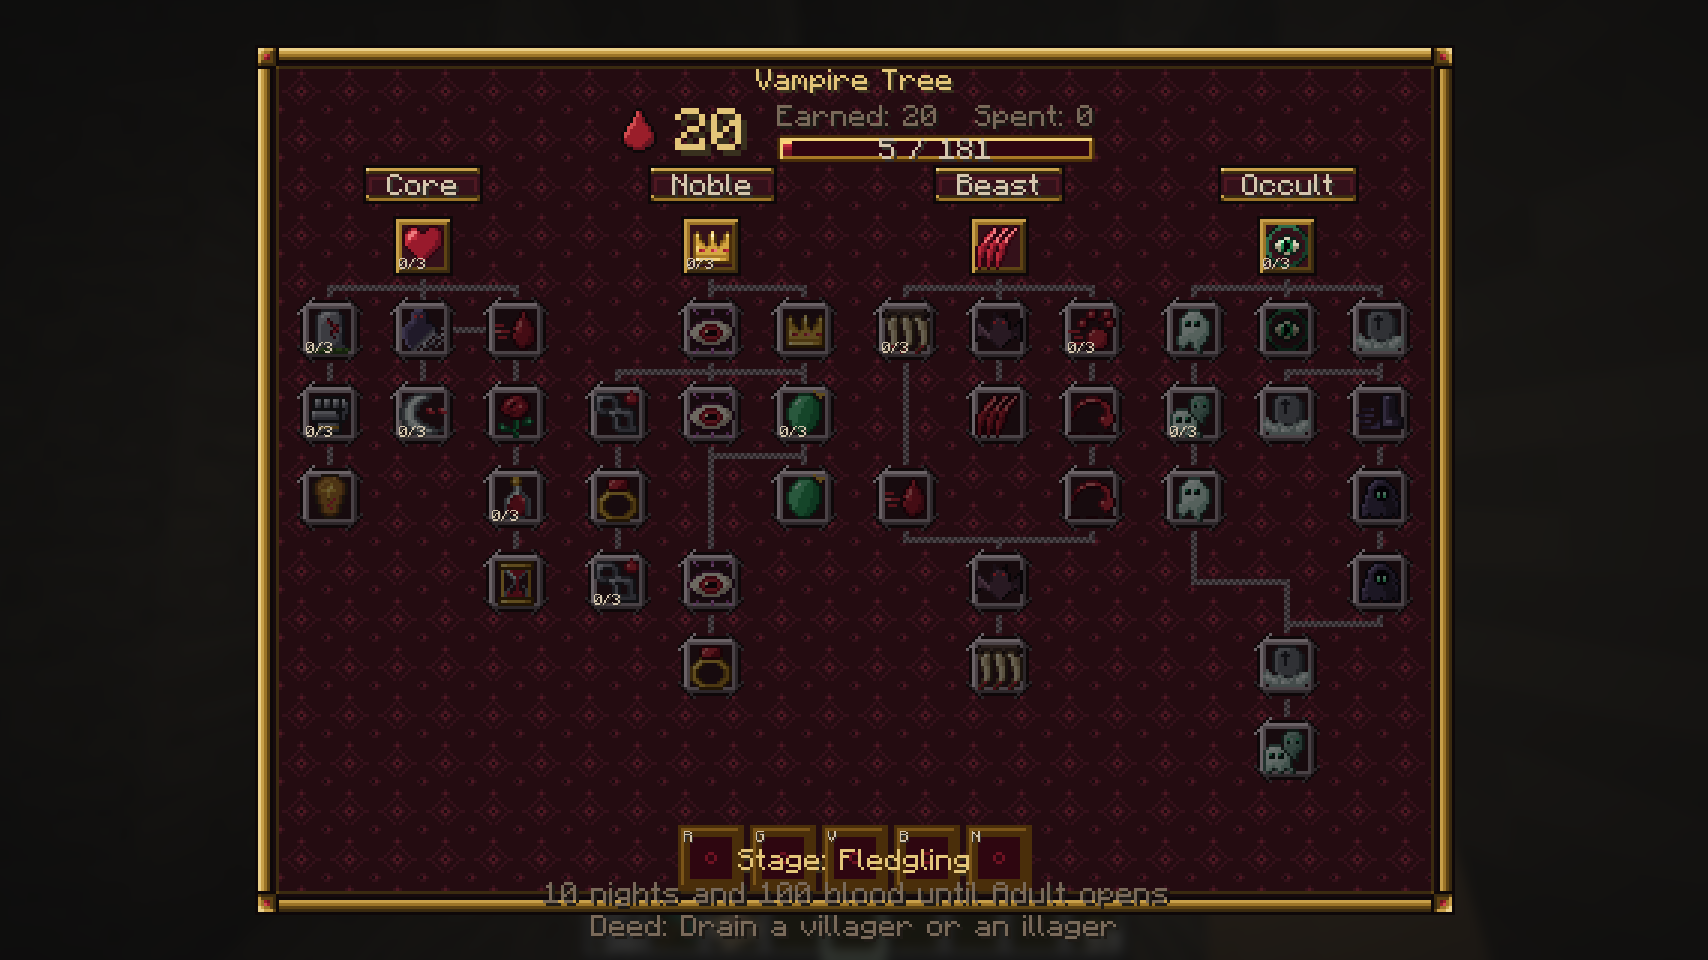 Vampire Tree
20
Earned: 20 Spent: 0
5 / 181
Core Noble Beast Occult
0/3 0/3 0/3
0/3 0/3 0/3
0/3 0/3 0/3 0/3
0/3
0/3
R G V B N
Stage: Fledgling
10 nights and 100 blood until Adult opens
Deed: Drain a villager or an illager